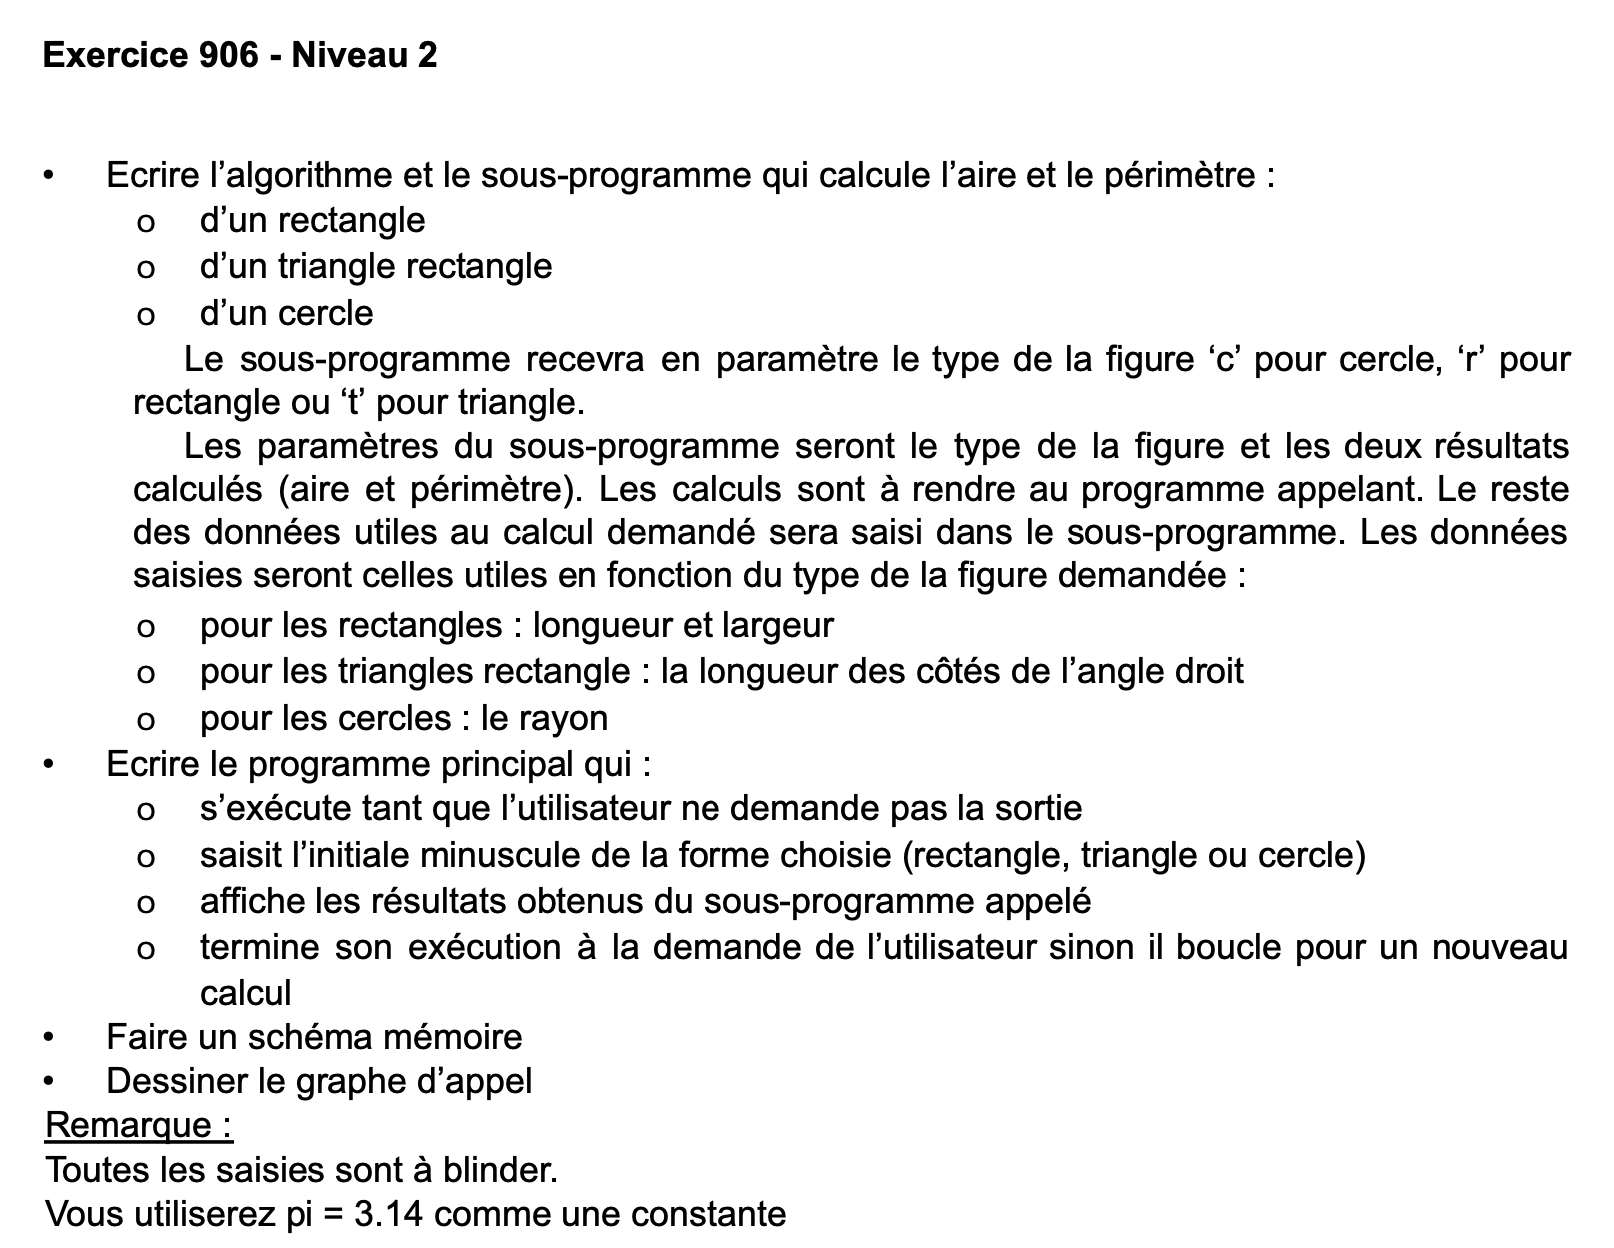 Exercice 906 - Niveau 2
• Ecrire l’algorithme et le sous-programme qui calcule l’aire et le périmètre :
o d’un rectangle
o d’un triangle rectangle
o d’un cercle
Le sous-programme recevra en paramètre le type de la figure ‘c’ pour cercle, ‘r’ pour
rectangle ou ‘t’ pour triangle.
Les paramètres du sous-programme seront le type de la figure et les deux résultats
calculés (aire et périmètre). Les calculs sont à rendre au programme appelant. Le reste
des données utiles au calcul demandé sera saisi dans le sous-programme. Les données
saisies seront celles utiles en fonction du type de la figure demandée :
o pour les rectangles : longueur et largeur
o pour les triangles rectangle : la longueur des côtés de l’angle droit
o pour les cercles : le rayon
• Ecrire le programme principal qui :
o s’exécute tant que l’utilisateur ne demande pas la sortie
o saisit l’initiale minuscule de la forme choisie (rectangle, triangle ou cercle)
o affiche les résultats obtenus du sous-programme appelé
o termine son exécution à la demande de l’utilisateur sinon il boucle pour un nouveau
calcul
• Faire un schéma mémoire
• Dessiner le graphe d’appel
Remarque :
Toutes les saisies sont à blinder.
Vous utiliserez pi = 3.14 comme une constante